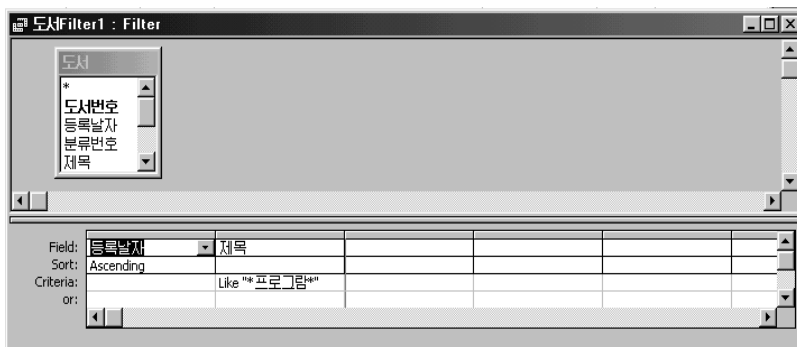 도서Filter1 : Filter
도서
*
도서번호
등록날자
분류번호
제목
Field: 등록날자 제목
Sort: Ascending
Criteria: Like "*프로그람*"
or: